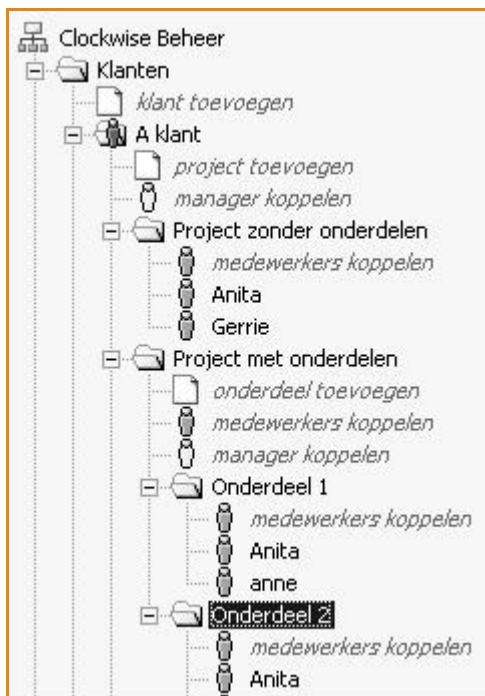 Clockwise Beheer
Klanten
klant toevoegen
A klant
project toevoegen
manager koppelen
Project zonder onderdelen
medewerkers koppelen
Anita
Gerrie
Project met onderdelen
onderdeel toevoegen
medewerkers koppelen
manager koppelen
Onderdeel 1
medewerkers koppelen
Anita
anne
Onderdeel 2
medewerkers koppelen
Anita